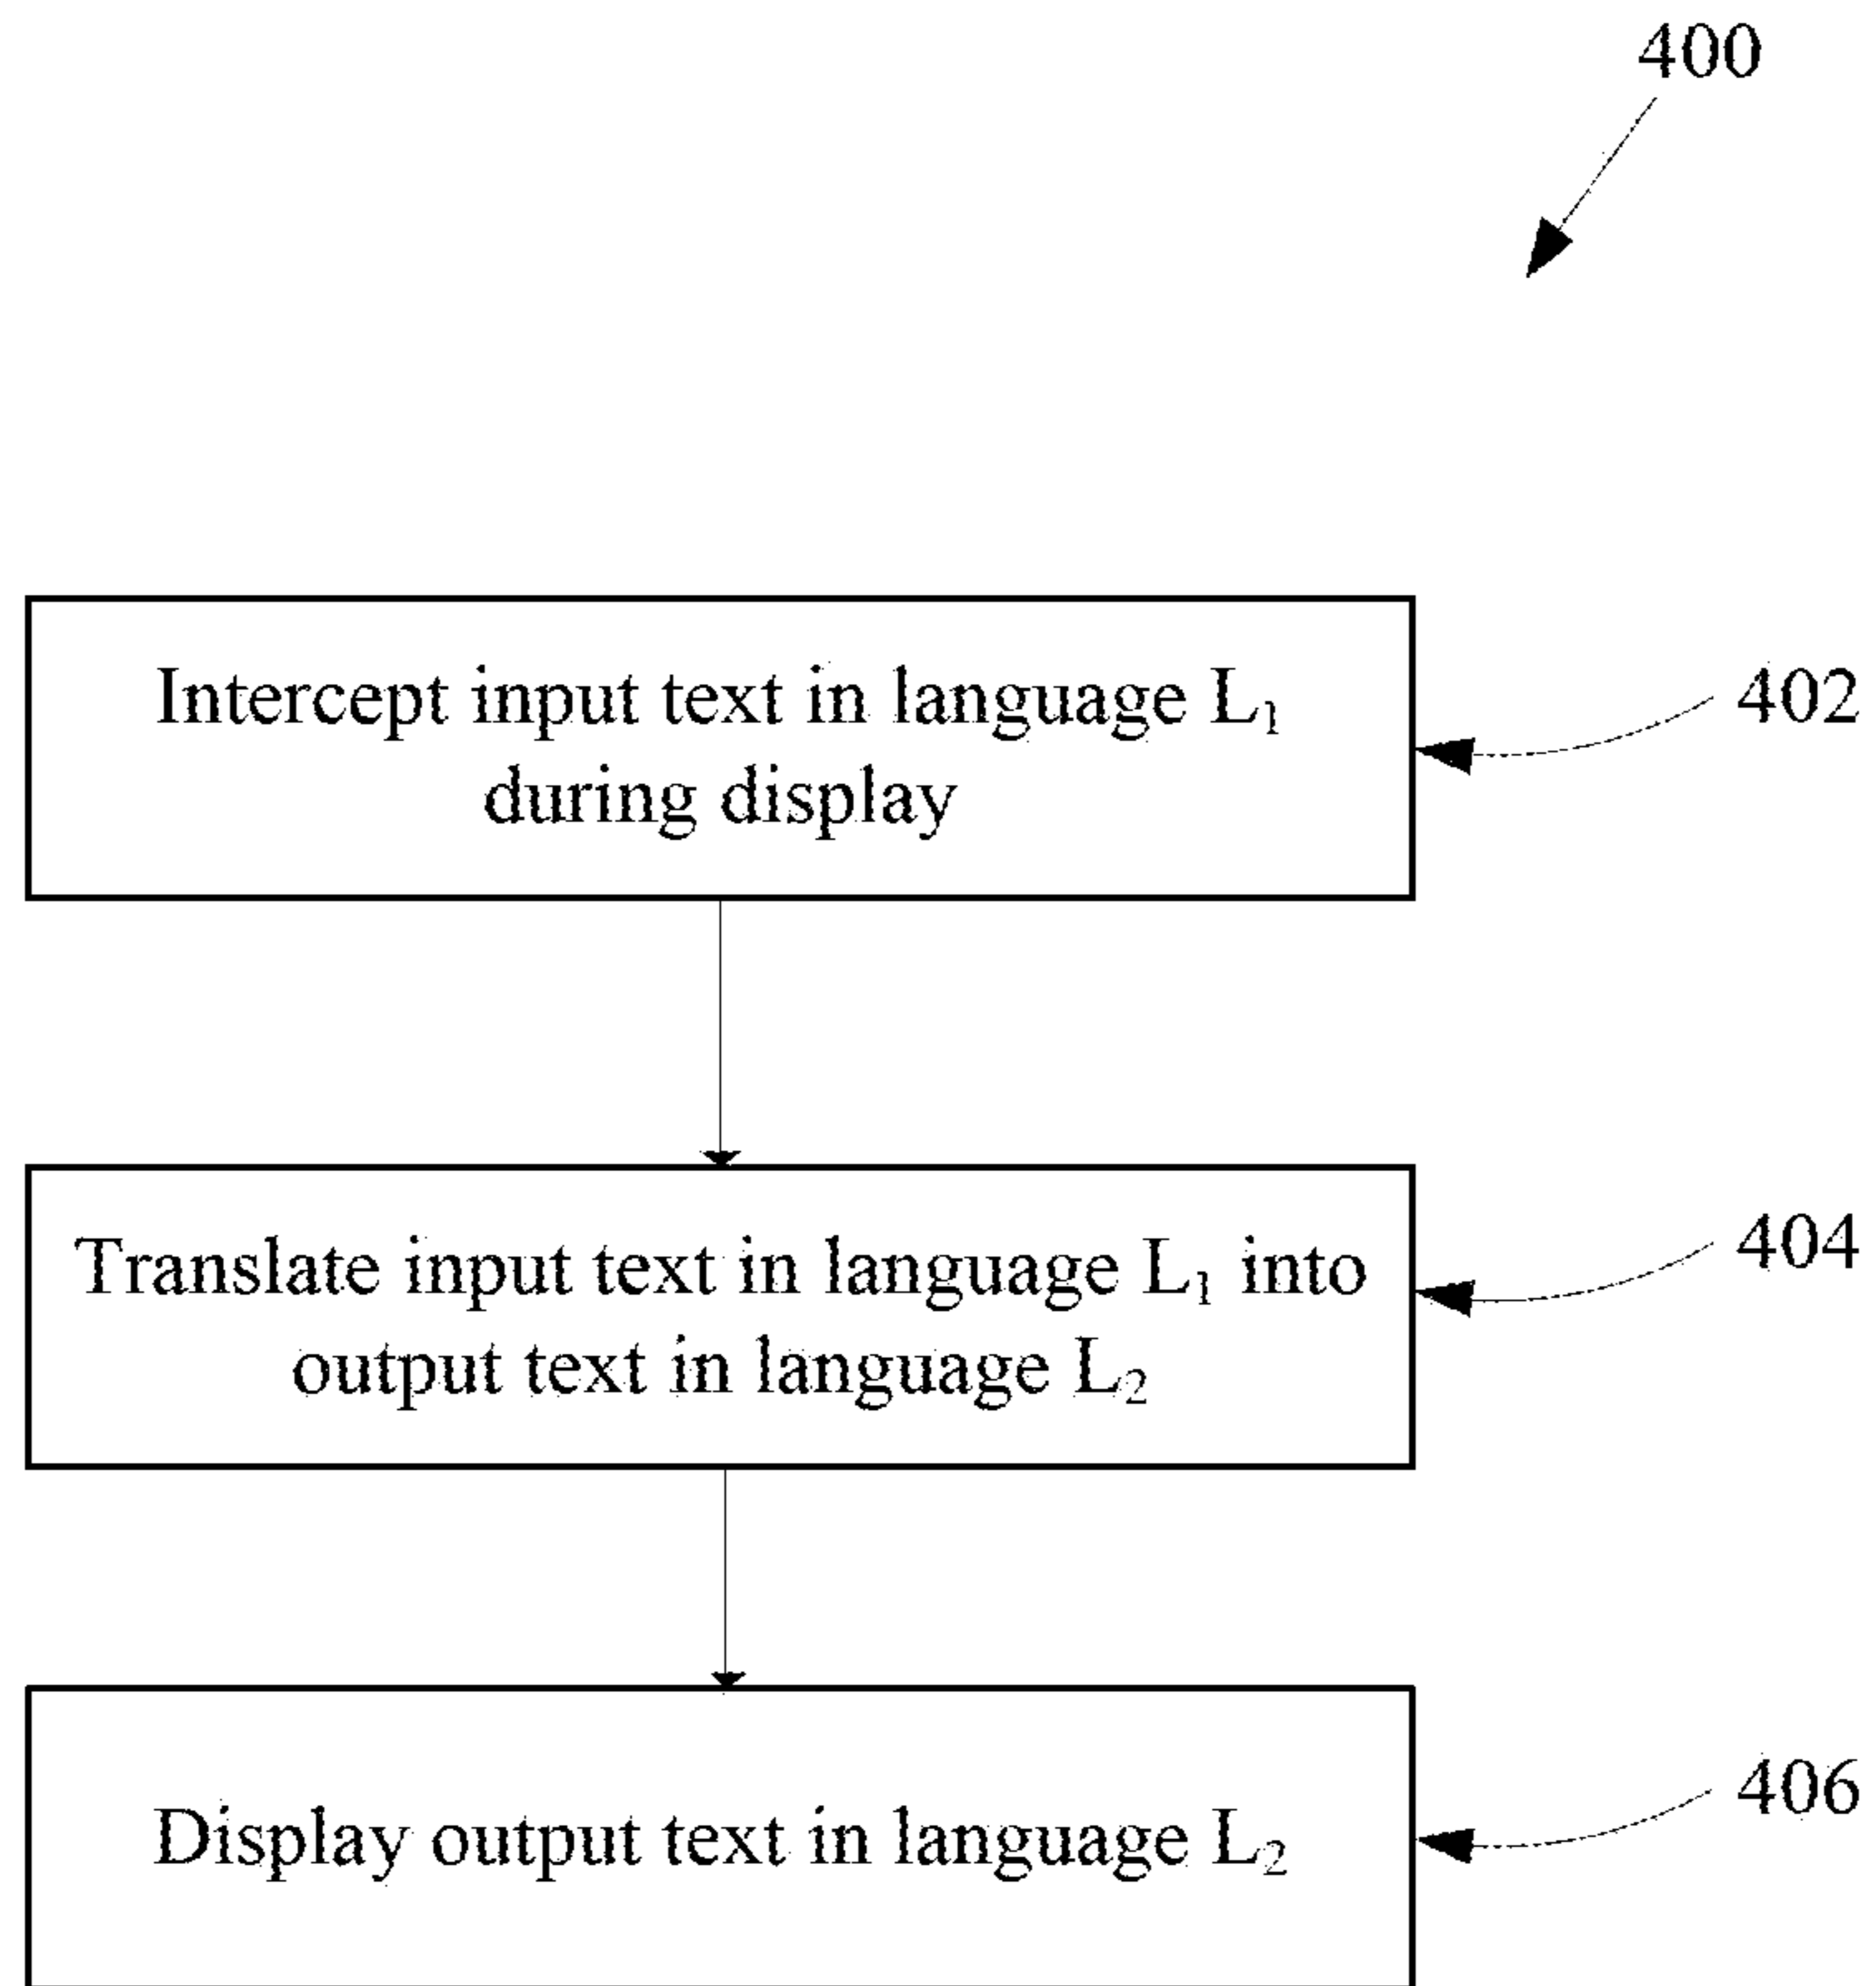 400
Intercept input text in language L₁
during display
402
Translate input text in language L₁ into
output text in language L₂
404
Display output text in language L₂
406